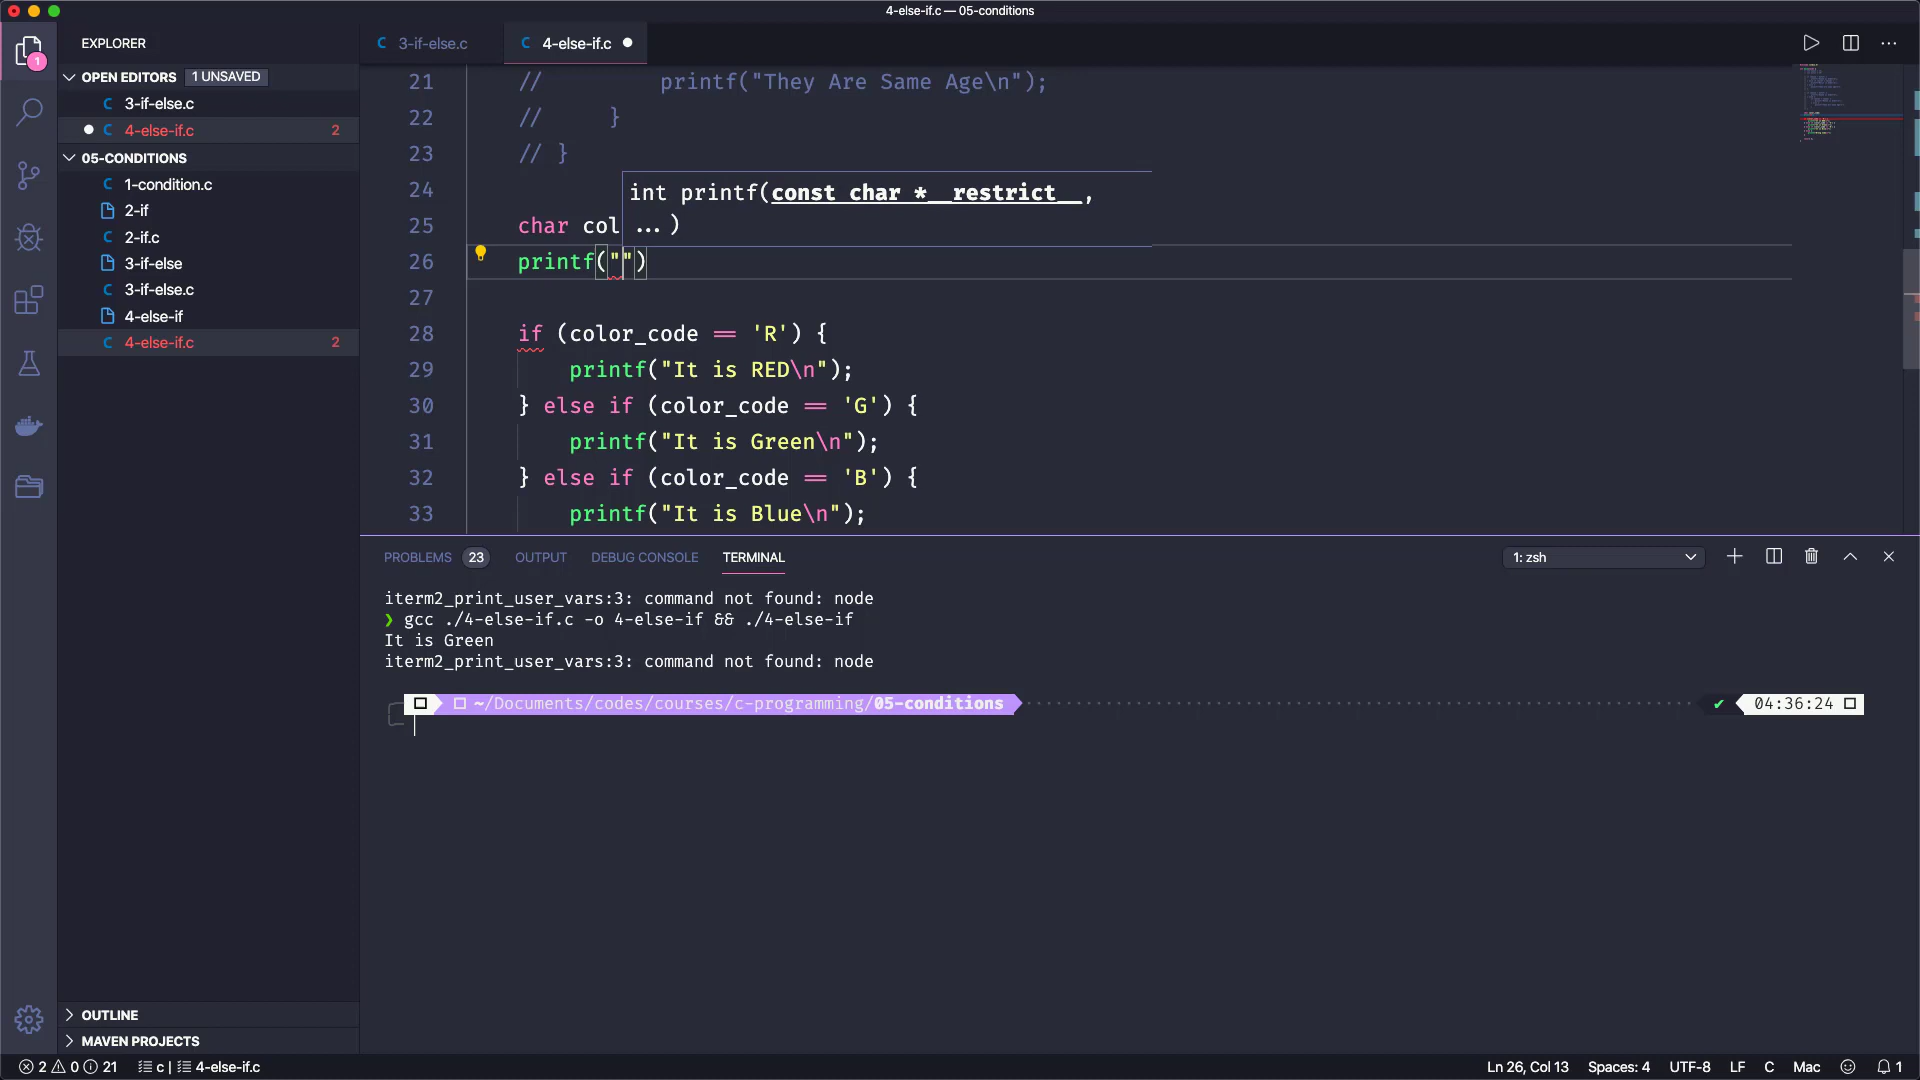 4-else-if.c — 05-conditions
EXPLORER
OPEN EDITORS 1 UNSAVED
C 3-if-else.c
C 4-else-if.c 2
05-CONDITIONS
C 1-condition.c
2-if
C 2-if.c
3-if-else
C 3-if-else.c
4-else-if
C 4-else-if.c 2
OUTLINE
MAVEN PROJECTS
1
C 3-if-else.c
C 4-else-if.c
21 // printf("They Are Same Age\n");
22 // }
23 // }
24
int printf(const char *__restrict__,
...)
25 char col
26 printf("")
27
28 if (color_code == 'R') {
29 printf("It is RED\n");
30 } else if (color_code == 'G') {
31 printf("It is Green\n");
32 } else if (color_code == 'B') {
33 printf("It is Blue\n");
PROBLEMS 23 OUTPUT DEBUG CONSOLE TERMINAL
1: zsh
iterm2_print_user_vars:3: command not found: node
❯ gcc ./4-else-if.c -o 4-else-if && ./4-else-if
It is Green
iterm2_print_user_vars:3: command not found: node
~/Documents/codes/courses/c-programming/05-conditions
✔ 04:36:24
2 0 21 c | 4-else-if.c
Ln 26, Col 13 Spaces: 4 UTF-8 LF C Mac 1